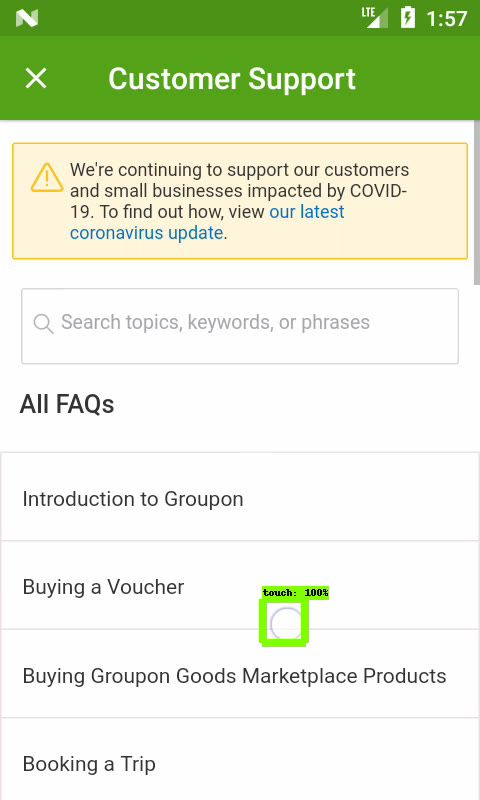 LTE 1:57
Customer Support
We're continuing to support our customers
and small businesses impacted by COVID-
19. To find out how, view our latest
coronavirus update.
Search topics, keywords, or phrases
All FAQs
Introduction to Groupon
Buying a Voucher
touch: 100%
Buying Groupon Goods Marketplace Products
Booking a Trip